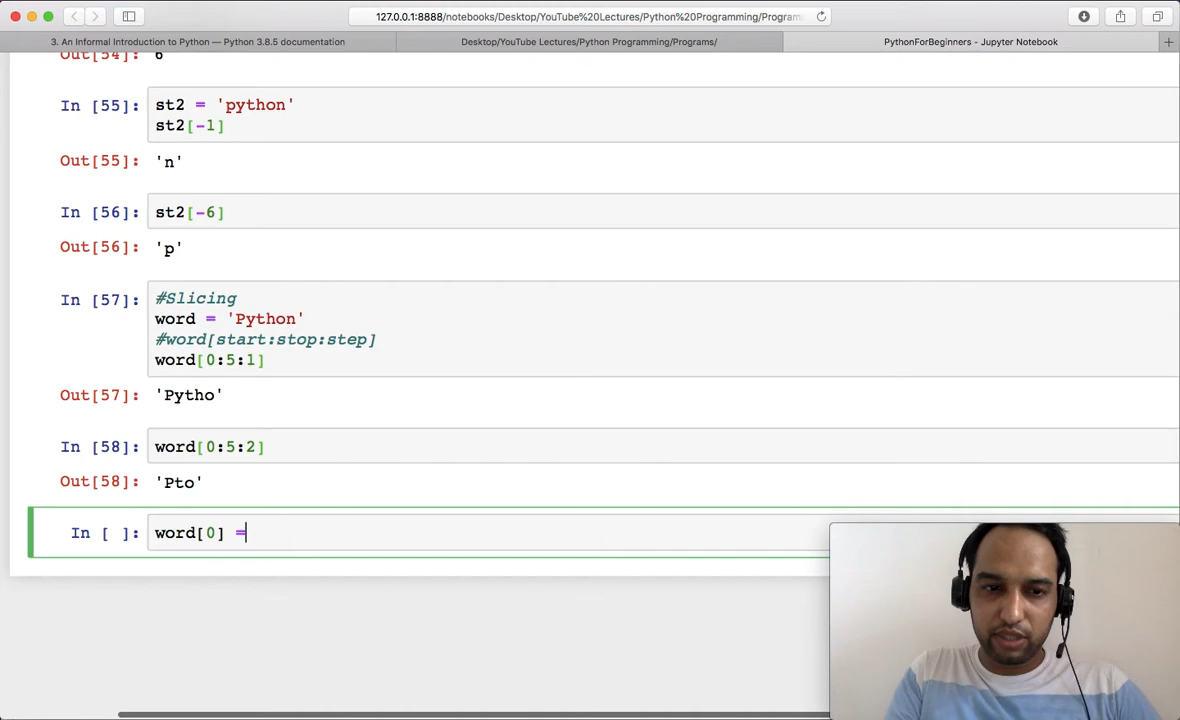 127.0.0.1:8888/notebooks/Desktop/YouTube%20Lectures/Python%20Programming/Program
3. An Informal Introduction to Python — Python 3.8.5 documentation
Desktop/YouTube Lectures/Python Programming/Programs/
PythonForBeginners - Jupyter Notebook
Out[54]: 6
In [55]: st2 = 'python'
st2[-1]
Out[55]: 'n'
In [56]: st2[-6]
Out[56]: 'p'
In [57]: #Slicing
word = 'Python'
#word[start:stop:step]
word[0:5:1]
Out[57]: 'Pytho'
In [58]: word[0:5:2]
Out[58]: 'Pto'
In [ ]: word[0] =